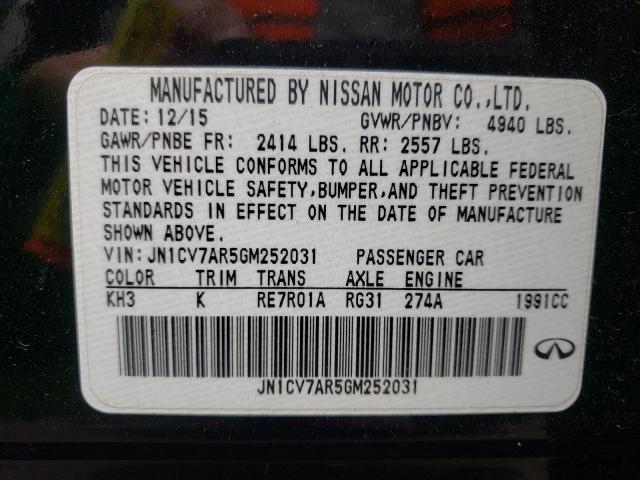 MANUFACTURED BY NISSAN MOTOR CO.,LTD.
DATE: 12/15 GVWR/PNBV: 4940 LBS.
GAWR/PNBE FR: 2414 LBS. RR: 2557 LBS.
THIS VEHICLE CONFORMS TO ALL APPLICABLE FEDERAL
MOTOR VEHICLE SAFETY,BUMPER,AND THEFT PREVENTION
STANDARDS IN EFFECT ON THE DATE OF MANUFACTURE
SHOWN ABOVE.
VIN: JN1CV7AR5GM252031 PASSENGER CAR
COLOR TRIM TRANS AXLE ENGINE
KH3 K RE7R01A RG31 274A 1991CC
JN1CV7AR5GM252031